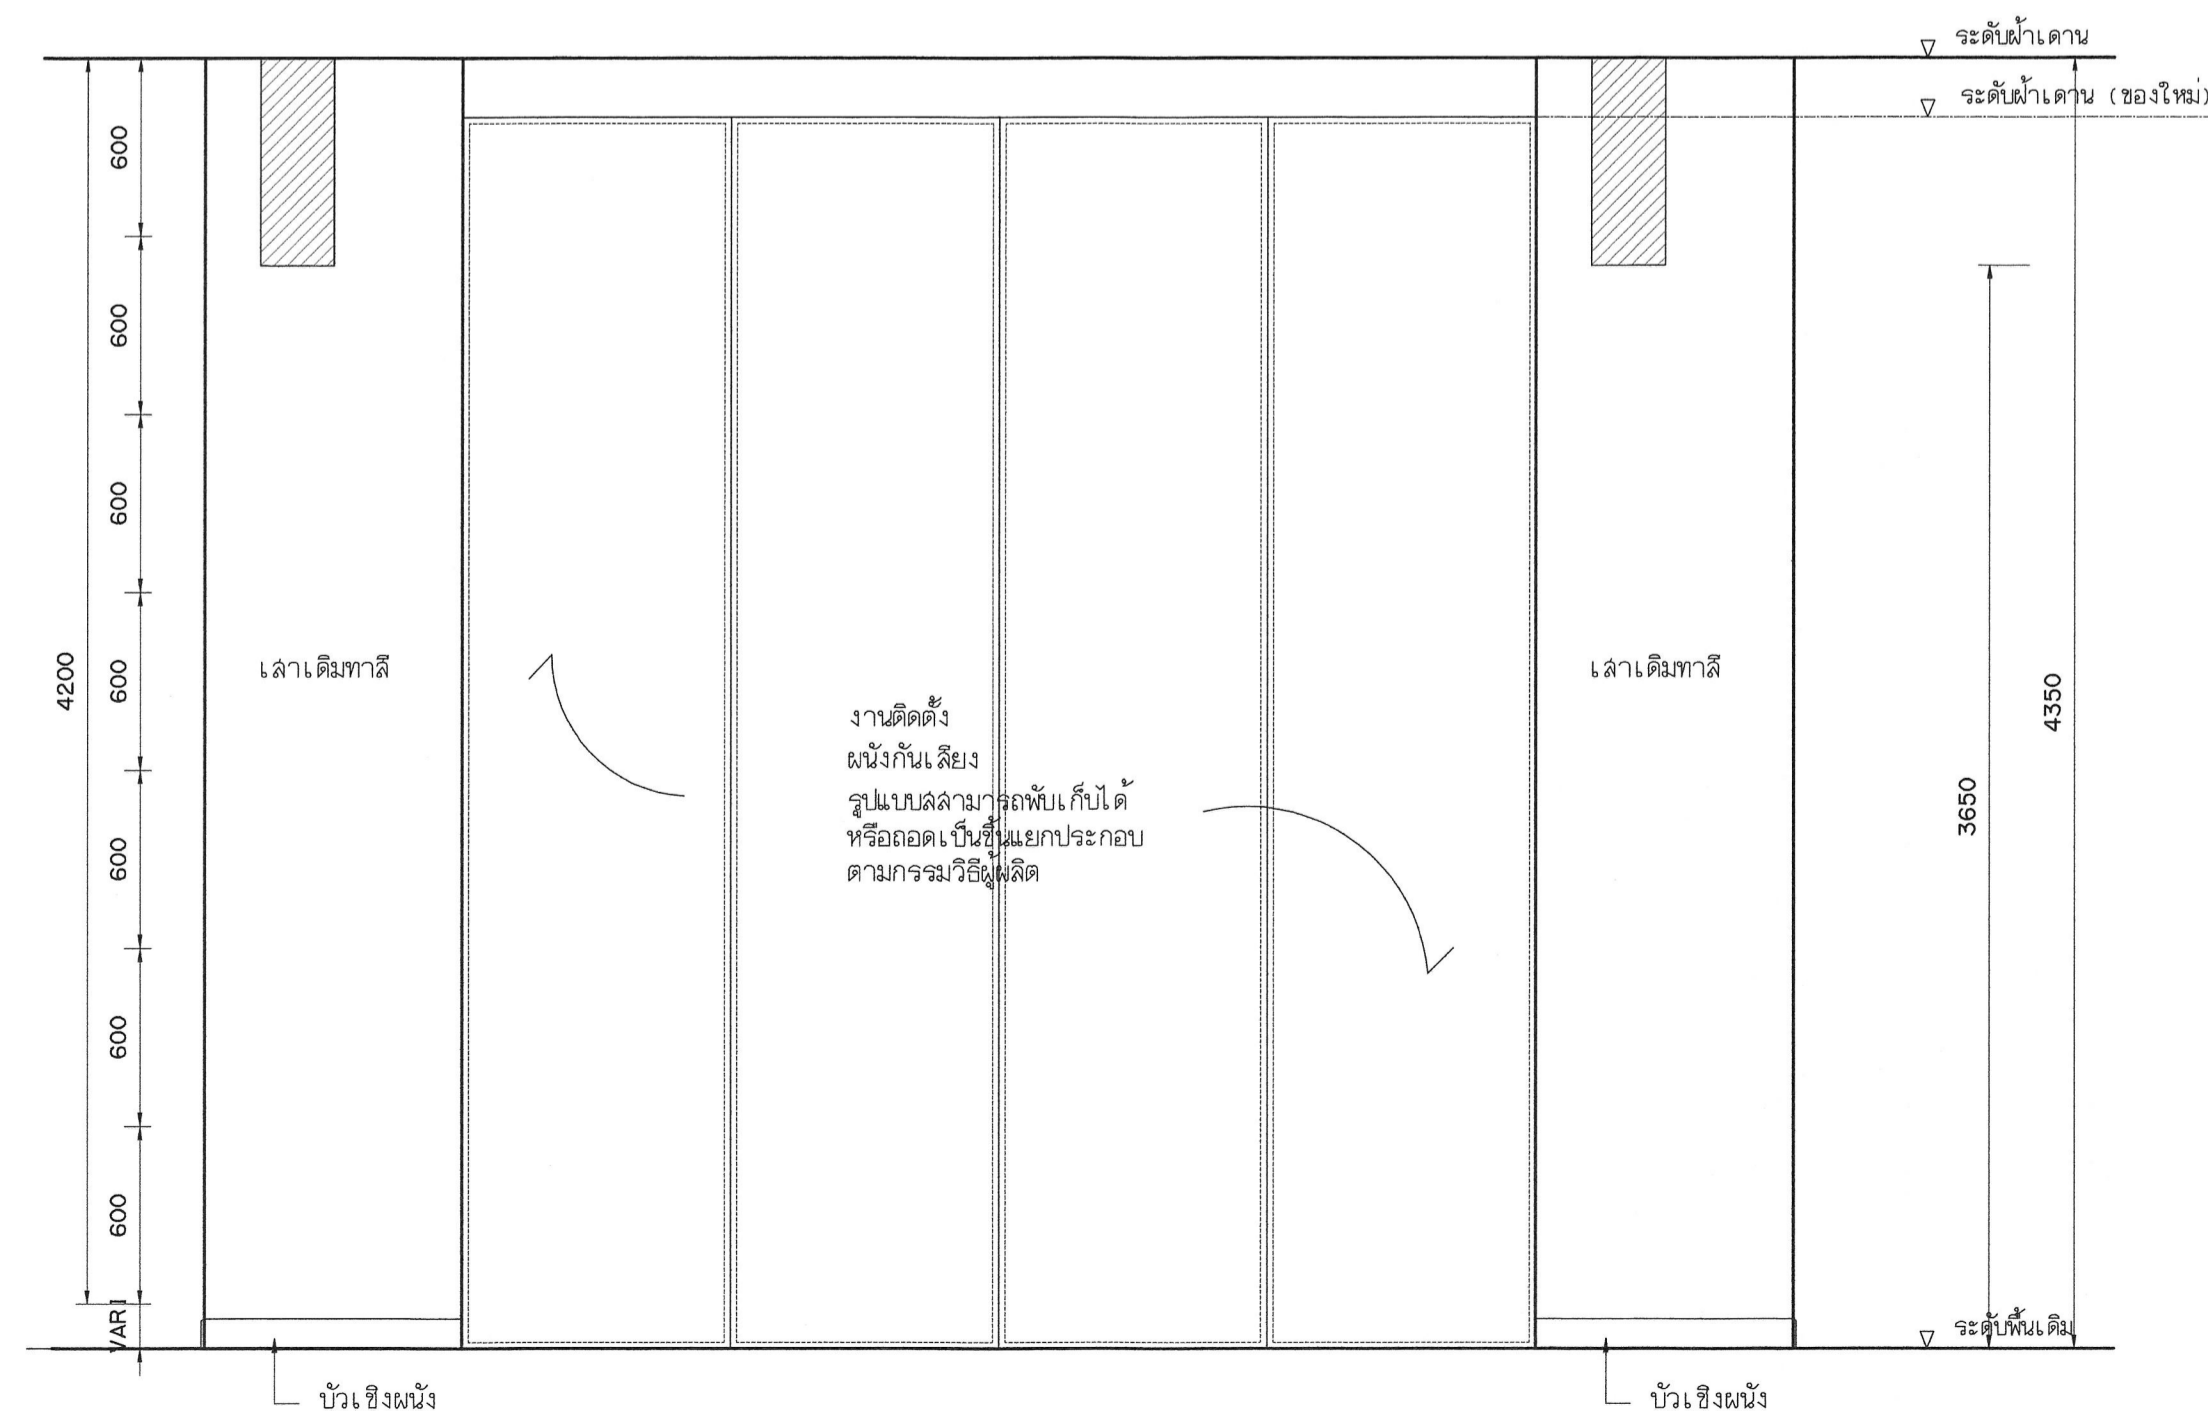 ระดับฝ้าเดาน
ระดับฝ้าเดาน (ของใหม่)
600
600
600
600
600
600
600
4200
VARI
เสาเดิมทาสี
งานติดตั้ง
ผนังกันเสียง
รูปแบบสสามารถพับเก็บได้
หรือถอดเป็นชิ้นแยกประกอบ
ตามกรรมวิธีผู้ผลิต
เสาเดิมทาสี
3650
4350
ระดับพื้นเดิม
บัวเชิงผนัง
บัวเชิงผนัง